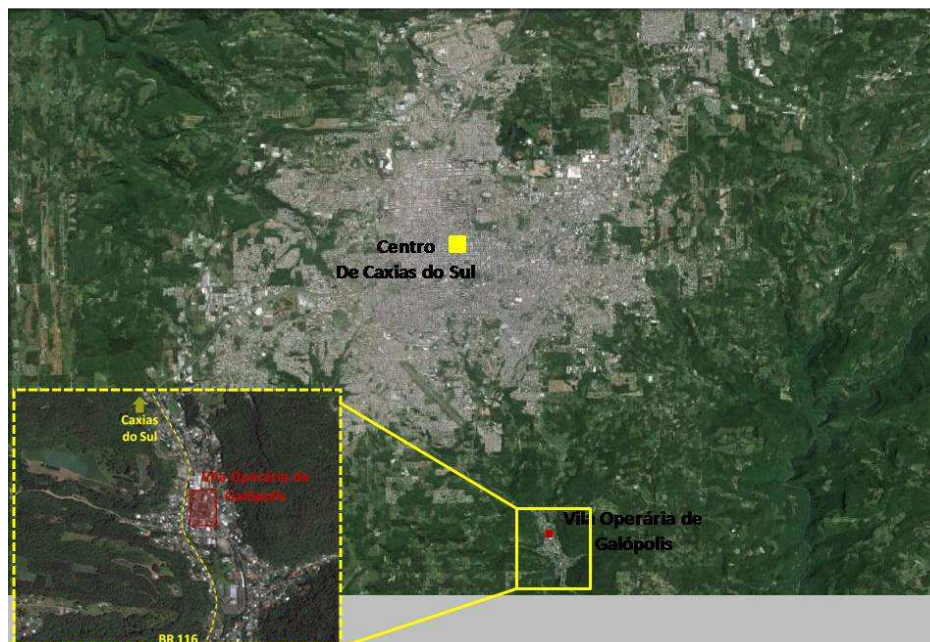 Centro
De Caxias do Sul
Caxias
do Sul
Vila Operária de
Galópolis
Vila Operária de
Galópolis
BR 116